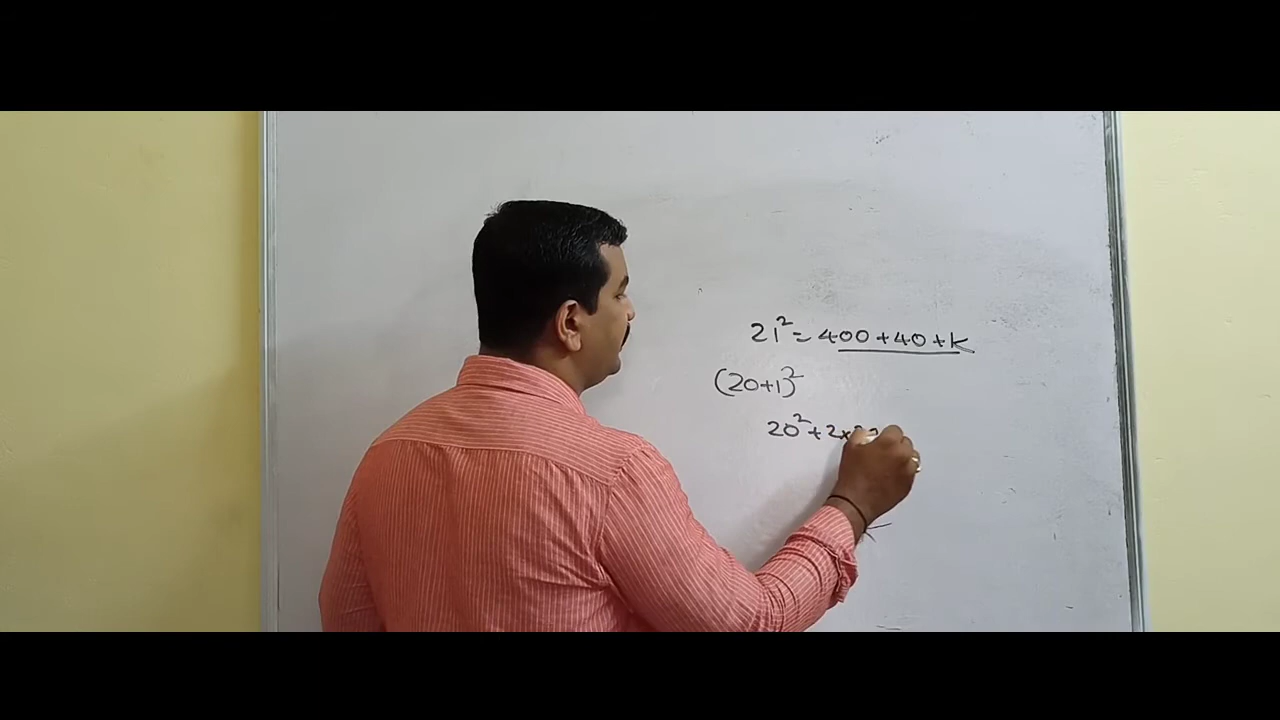 21² = 400 + 40 + k
(20+1)²
20² + 2×